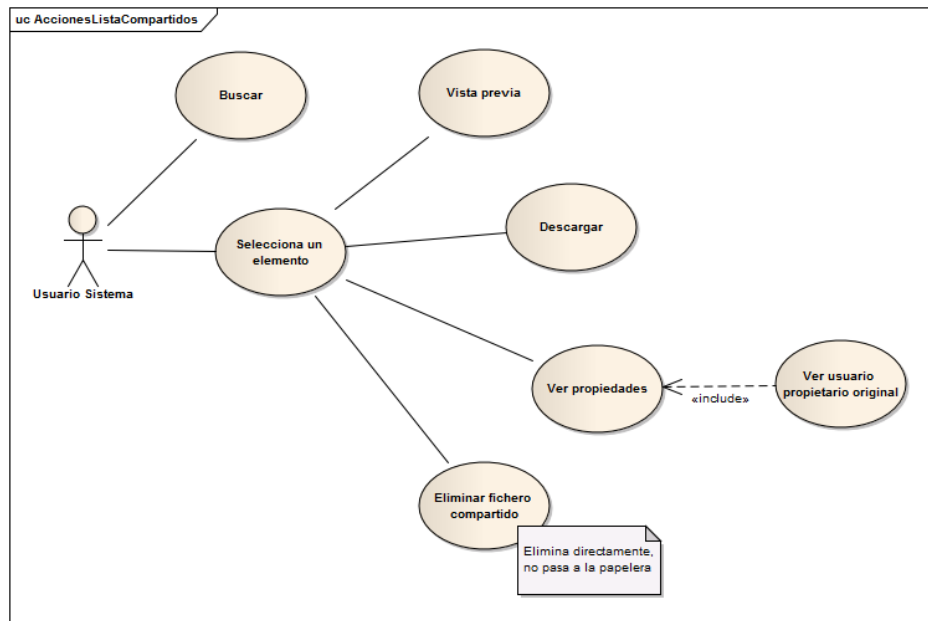 uc AccionesListaCompartidos
Buscar
Vista previa
Selecciona un
elemento
Descargar
Usuario Sistema
Ver propiedades
«include»
Ver usuario
propietario original
Eliminar fichero
compartido
Elimina directamente,
no pasa a la papelera